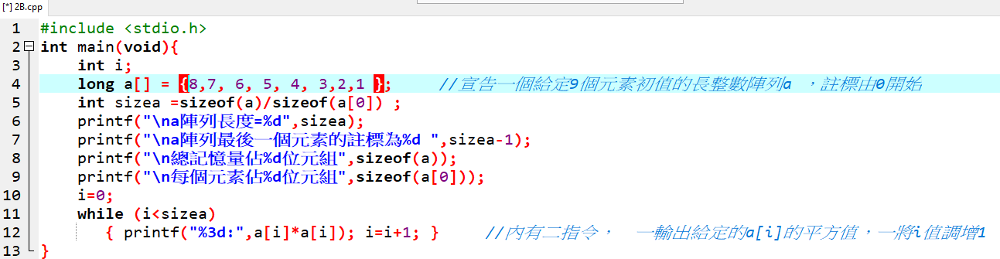 [*] 2B.cpp
1 #include <stdio.h>
2 int main(void){
3 int i;
4 long a[] = {8,7, 6, 5, 4, 3,2,1 }; //宣告一個給定9個元素初值的長整數陣列a ，註標由0開始
5 int sizea =sizeof(a)/sizeof(a[0]) ;
6 printf("\na陣列長度=%d",sizea);
7 printf("\na陣列最後一個元素的註標為%d ",sizea-1);
8 printf("\n總記憶量佔%d位元組",sizeof(a));
9 printf("\n每個元素佔%d位元組",sizeof(a[0]));
10 i=0;
11 while (i<sizea)
12 { printf("%3d:",a[i]*a[i]); i=i+1; } //內有二指令， 一輸出給定的a[i]的平方值，一將i值調增1
13 }